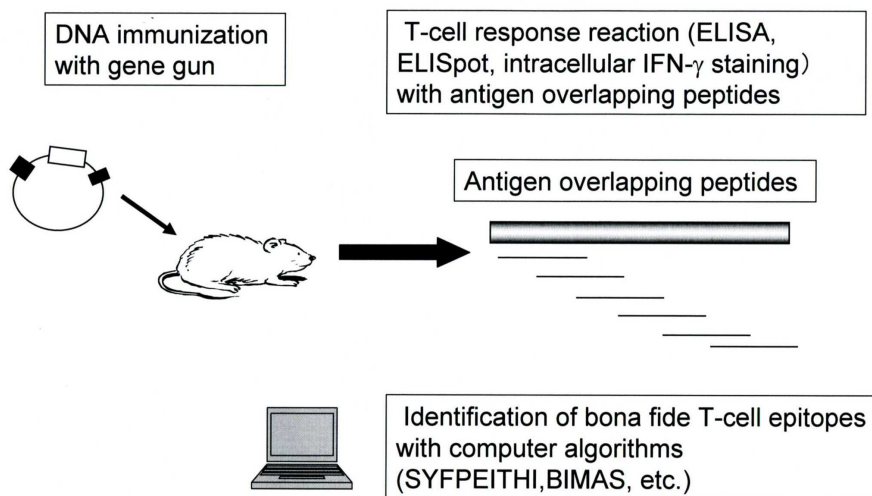 DNA immunization
with gene gun
T-cell response reaction (ELISA,
ELISpot, intracellular IFN-γ staining)
with antigen overlapping peptides
Antigen overlapping peptides
Identification of bona fide T-cell epitopes
with computer algorithms
(SYFPEITHI,BIMAS, etc.)